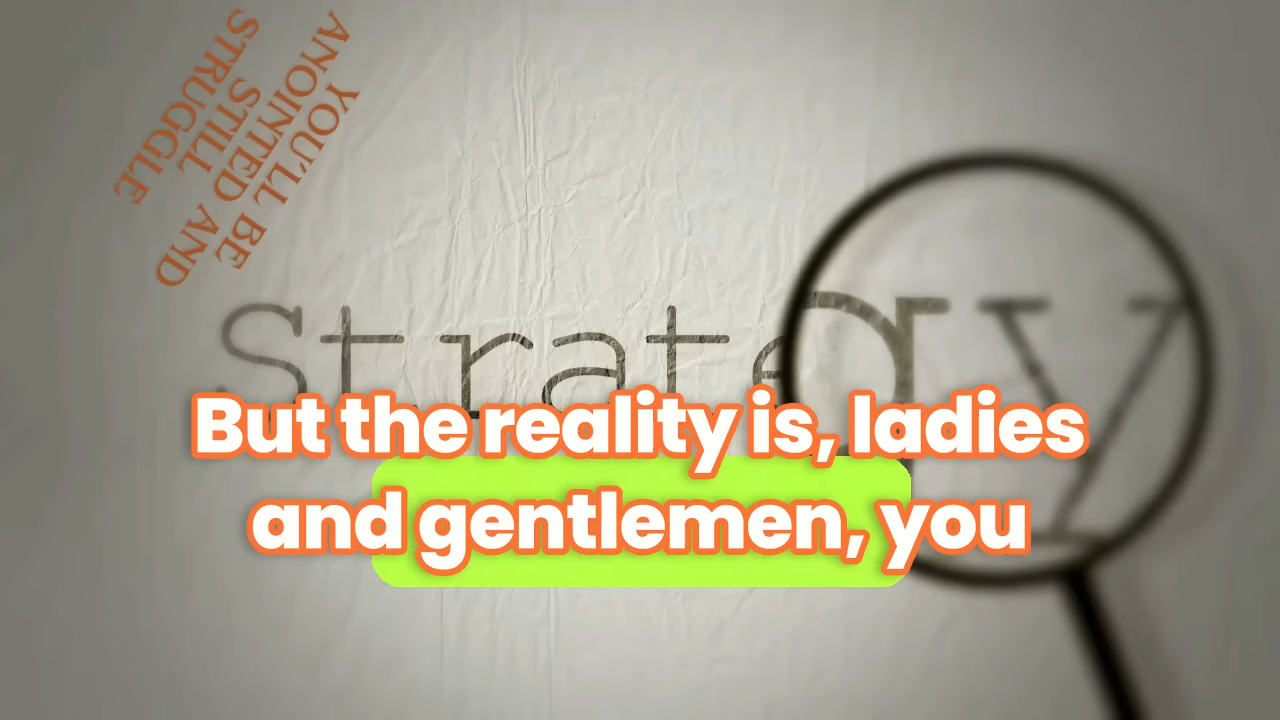 YOU'LL BE
ANOINTED AND
STILL
STRUGGLE
Strategy
But the reality is, ladies
and gentlemen, you